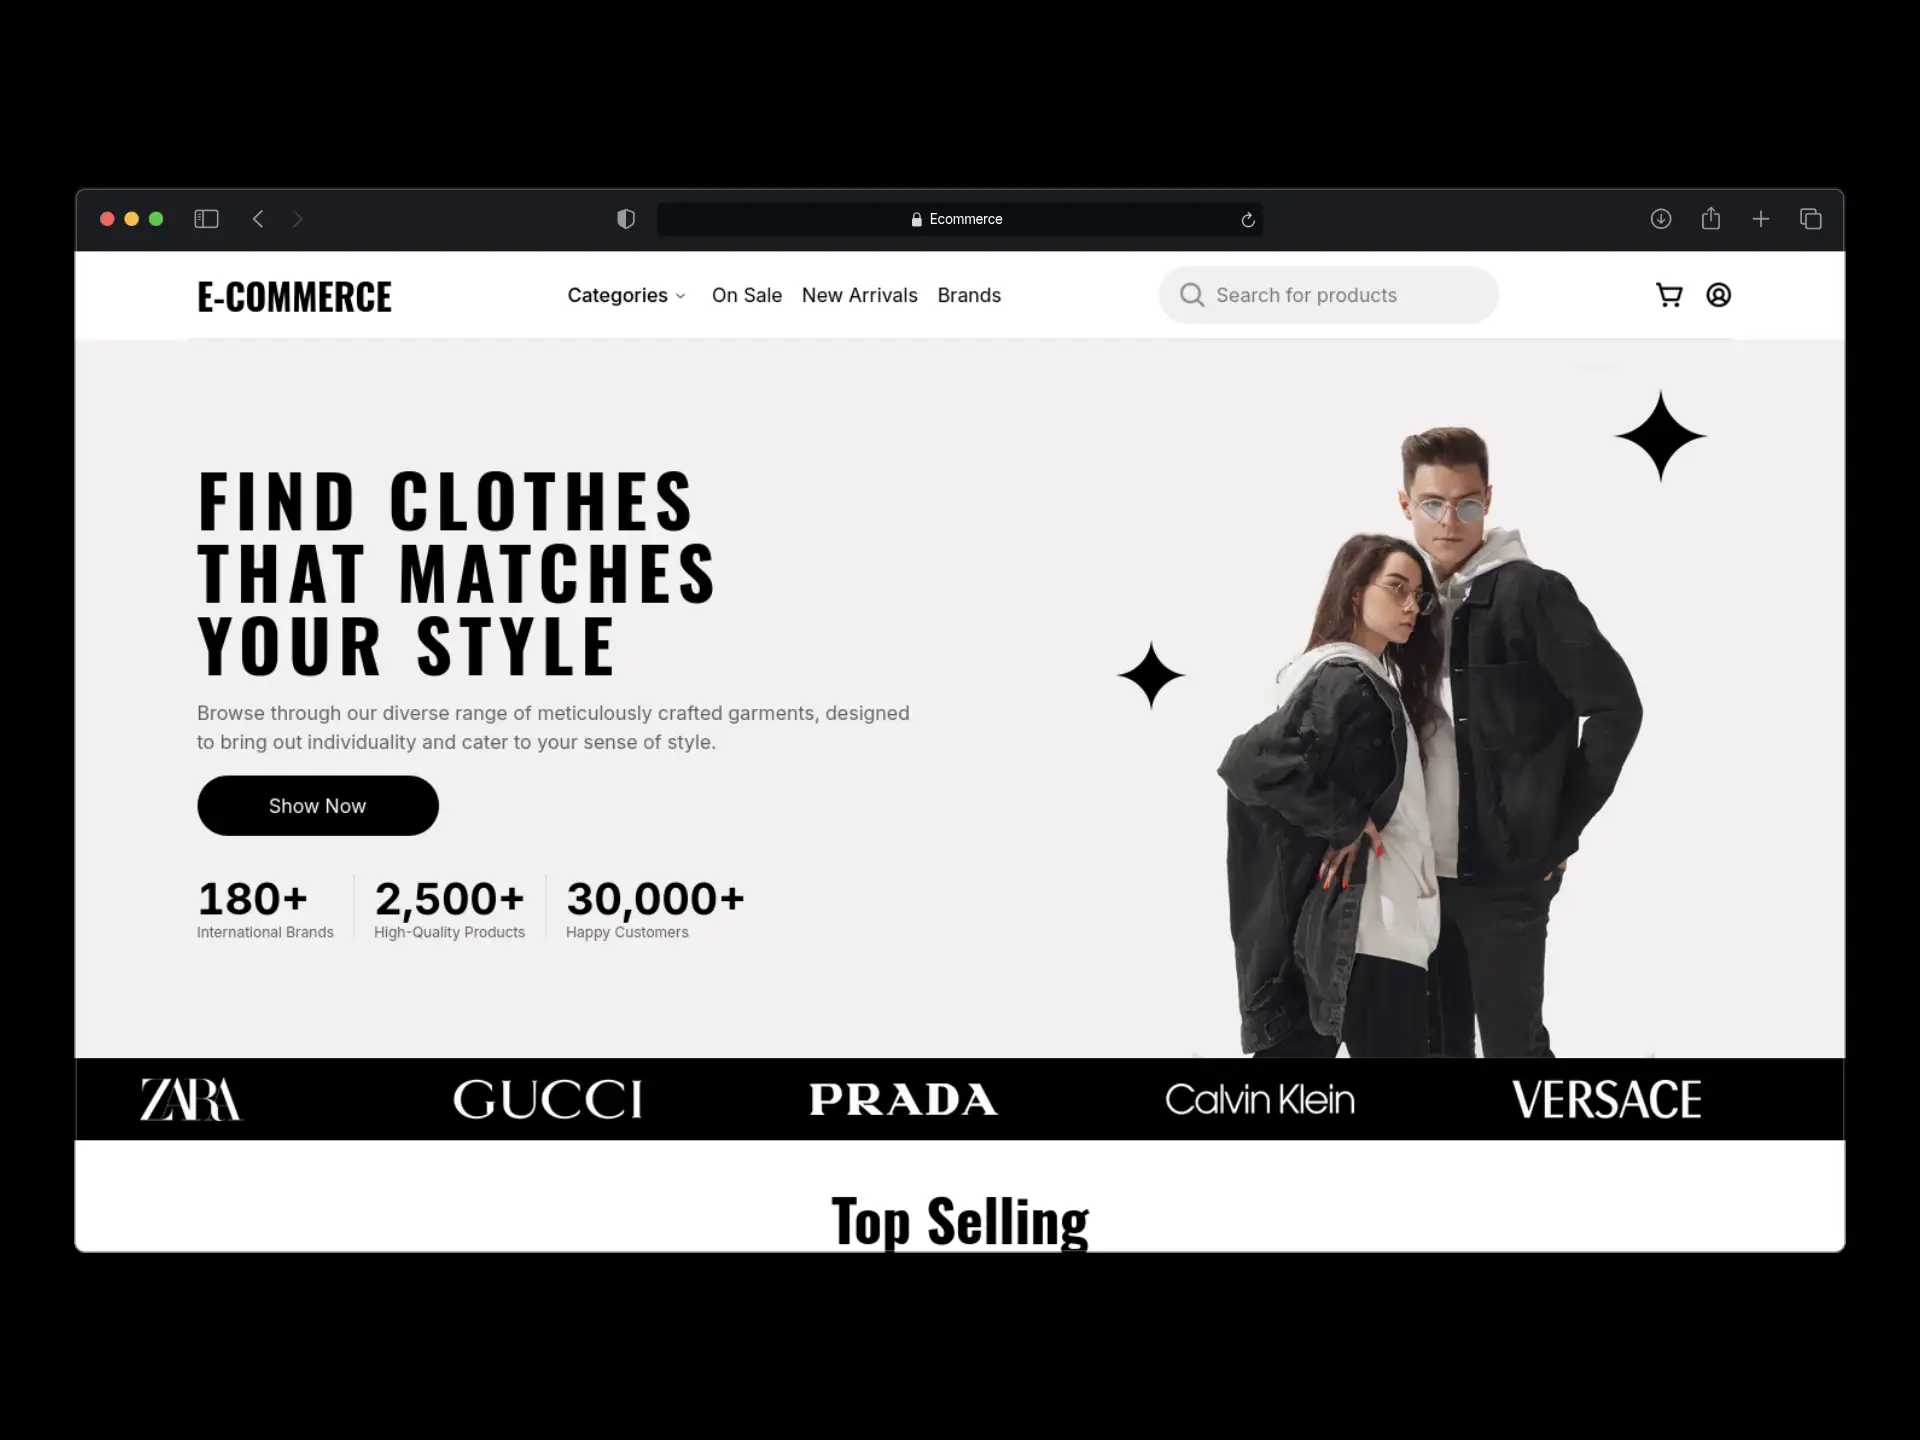 Ecommerce
E-COMMERCE
Categories
On Sale
New Arrivals
Brands
Search for products
FIND CLOTHES
THAT MATCHES
YOUR STYLE
Browse through our diverse range of meticulously crafted garments, designed
to bring out individuality and cater to your sense of style.
Show Now
180+
International Brands
2,500+
High-Quality Products
30,000+
Happy Customers
ZARA
GUCCI
PRADA
Calvin Klein
VERSACE
Top Selling